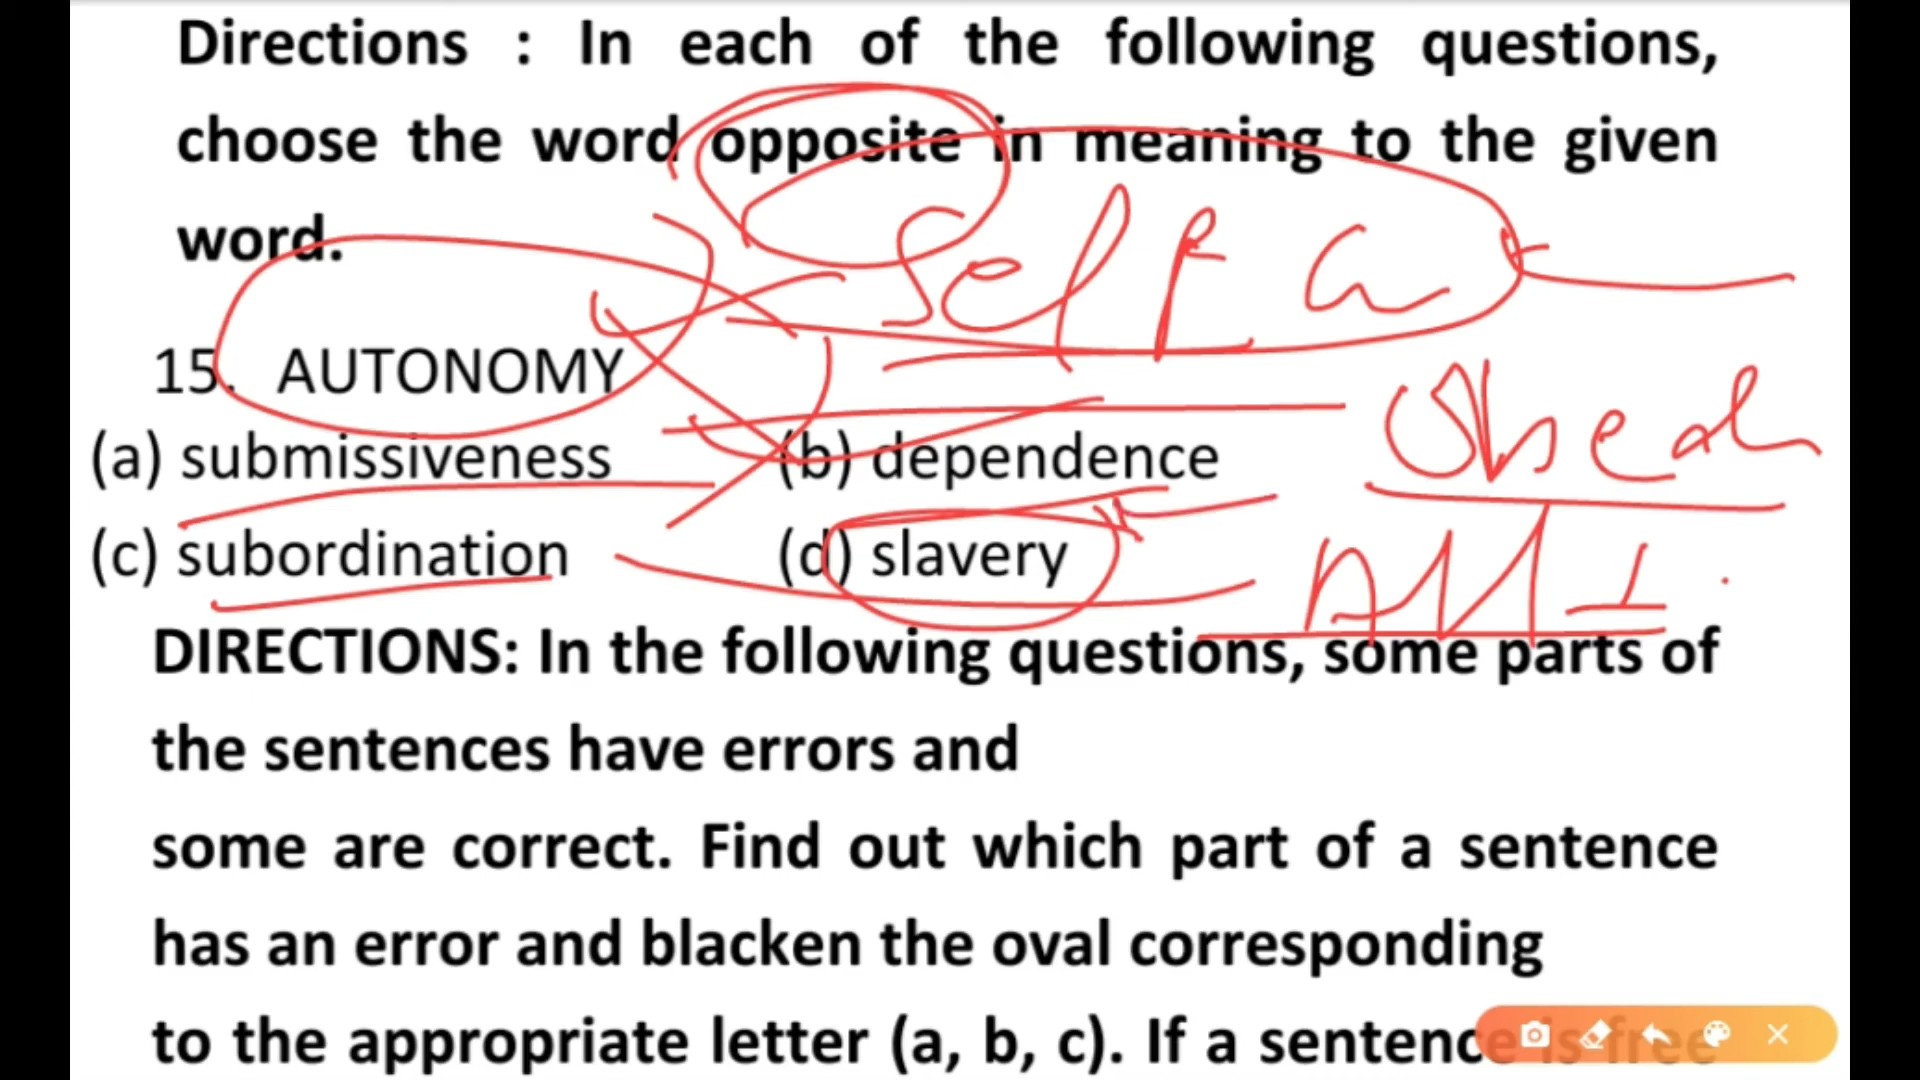 Directions : In each of the following questions,
choose the word opposite in meaning to the given
word.
Self G
15. AUTONOMY
(a) submissiveness (b) dependence
(c) subordination (d) slavery
DIRECTIONS: In the following questions, some parts of
the sentences have errors and
some are correct. Find out which part of a sentence
has an error and blacken the oval corresponding
to the appropriate letter (a, b, c). If a sentence is free